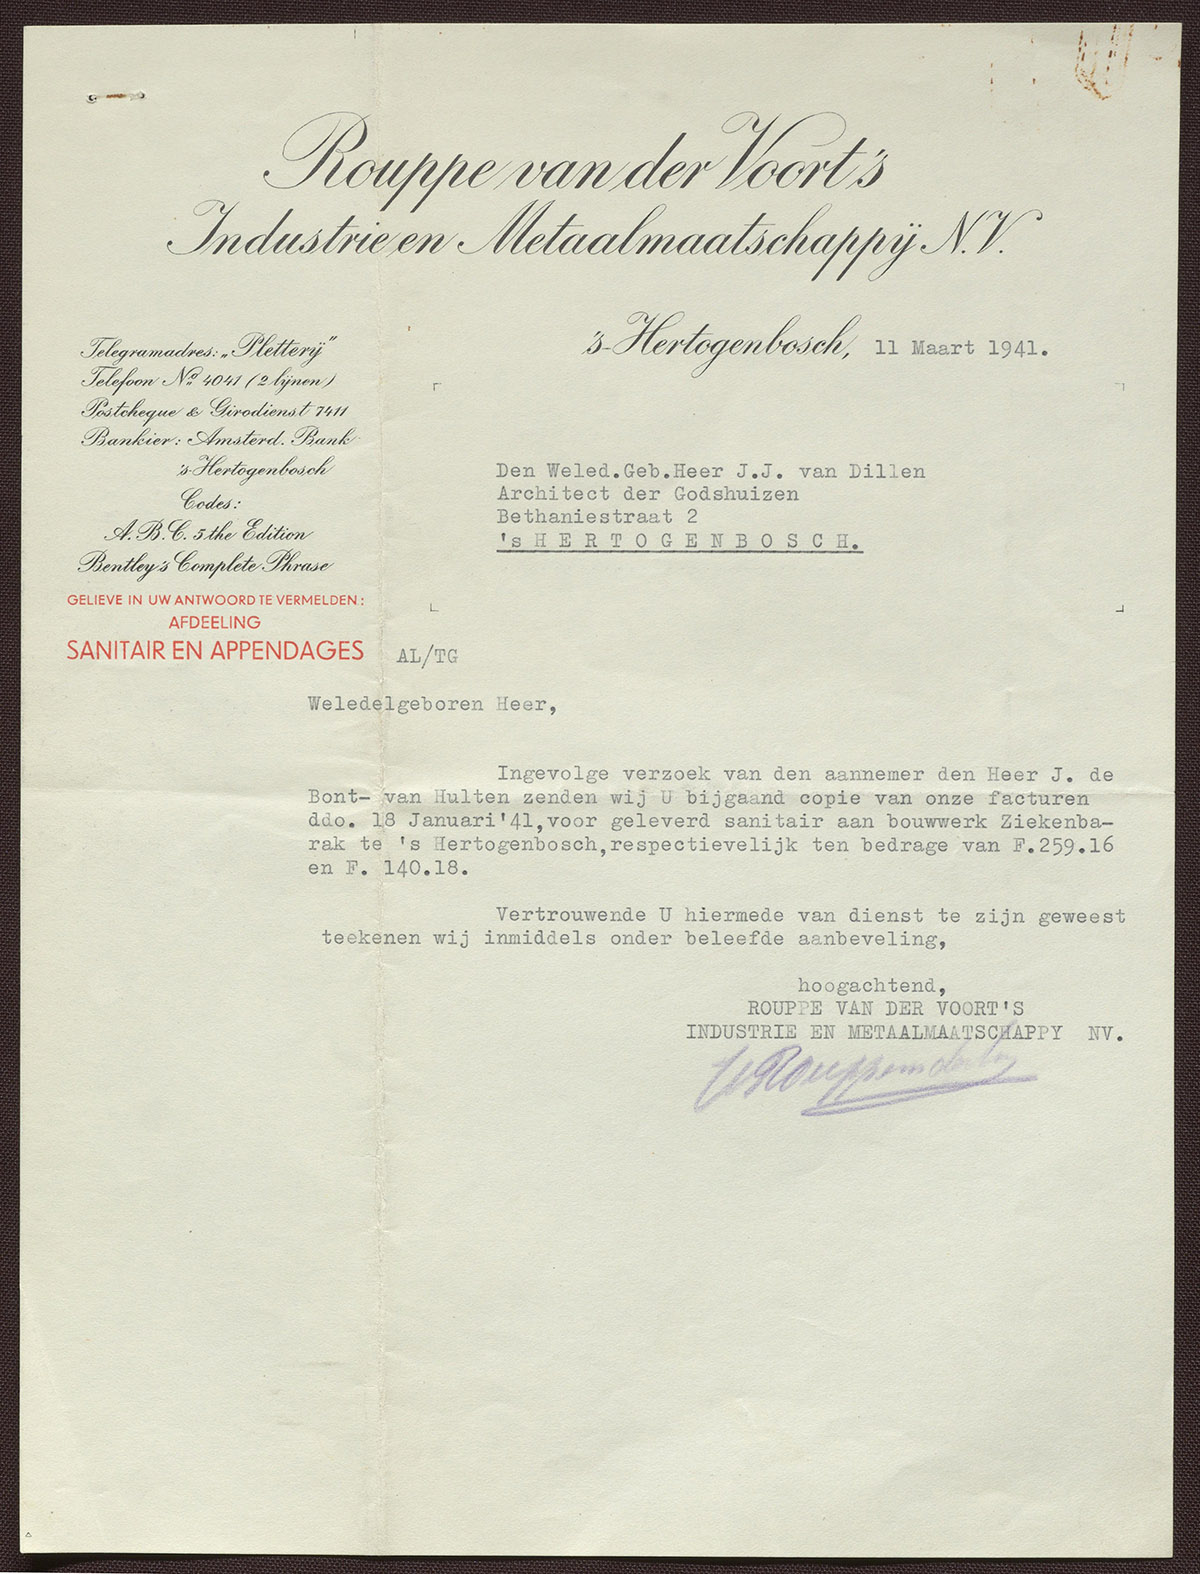 Rouppe van der Voort's
Industrie en Metaalmaatschappij N.V.
's-Hertogenbosch, 11 Maart 1941.
Telegramadres: „Pletterij”
Telefoon No 4041 (2 lijnen)
Postcheque & Girodienst 7411
Bankier: Amsterd. Bank
's-Hertogenbosch
Codes:
A.B.C. 5the Edition
Bentley's Complete Phrase
GELIEVE IN UW ANTWOORD TE VERMELDEN:
AFDEELING
SANITAIR EN APPENDAGES
Den Weled.Geb.Heer J.J. van Dillen
Architect der Godshuizen
Bethaniestraat 2
'sHERTOGENBOSCH.
AL/TG
Weledelgeboren Heer,
Ingevolge verzoek van den aannemer den Heer J. de
Bont- van Hulten zenden wij U bijgaand copie van onze facturen
ddo. 18 Januari'41,voor geleverd sanitair aan bouwwerk Ziekenba-
rak te 's Hertogenbosch,respectievelijk ten bedrage van F.259.16
en F. 140.18.
Vertrouwende U hiermede van dienst te zijn geweest
teekenen wij inmiddels onder beleefde aanbeveling,
hoogachtend,
ROUPPE VAN DER VOORT'S
INDUSTRIE EN METAALMAATSCHAPPY NV.